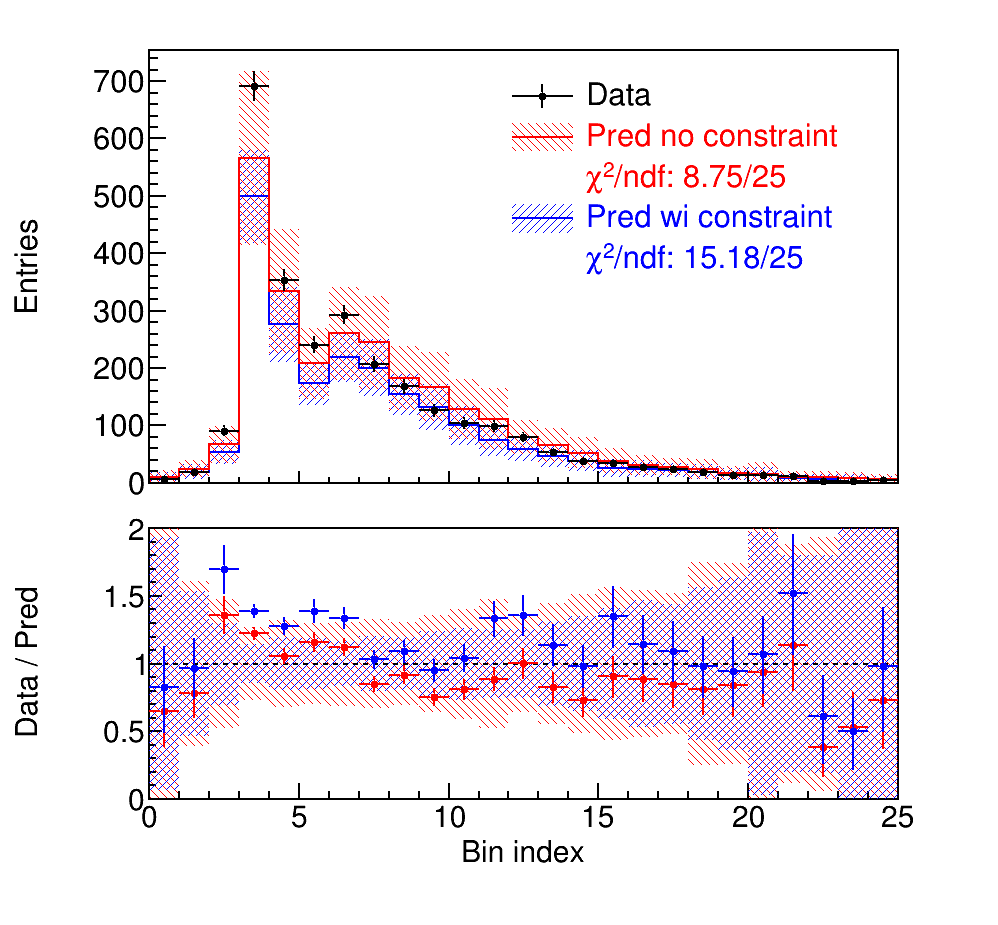 Entries
700
600
500
400
300
200
100
0
Data
Pred no constraint
χ²/ndf: 8.75/25
Pred wi constraint
χ²/ndf: 15.18/25
Data / Pred
2
1.5
1
0.5
0
0 5 10 15 20 25
Bin index